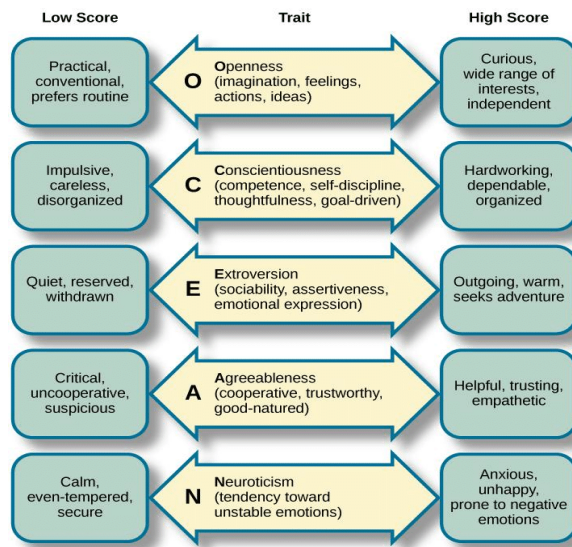 Low Score Trait High Score
Practical,
conventional,
prefers routine
O
Openness
(imagination, feelings,
actions, ideas)
Curious,
wide range of
interests,
independent
Impulsive,
careless,
disorganized
C
Conscientiousness
(competence, self-discipline,
thoughtfulness, goal-driven)
Hardworking,
dependable,
organized
Quiet, reserved,
withdrawn
E
Extroversion
(sociability, assertiveness,
emotional expression)
Outgoing, warm,
seeks adventure
Critical,
uncooperative,
suspicious
A
Agreeableness
(cooperative, trustworthy,
good-natured)
Helpful, trusting,
empathetic
Calm,
even-tempered,
secure
N
Neuroticism
(tendency toward
unstable emotions)
Anxious,
unhappy,
prone to negative
emotions